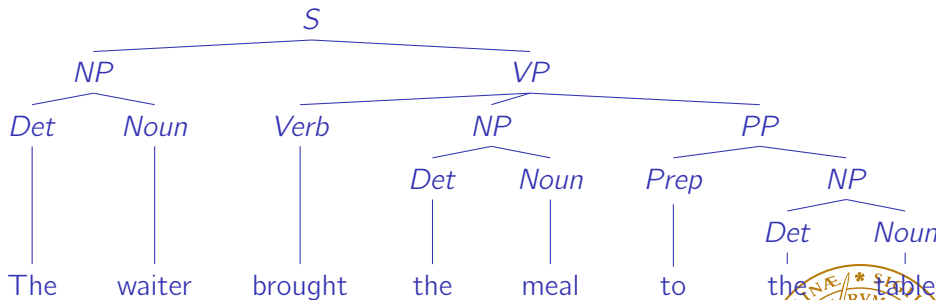 S
NP VP
Det Noun Verb NP PP
Det Noun Prep NP
Det Noun
The waiter brought the meal to the table